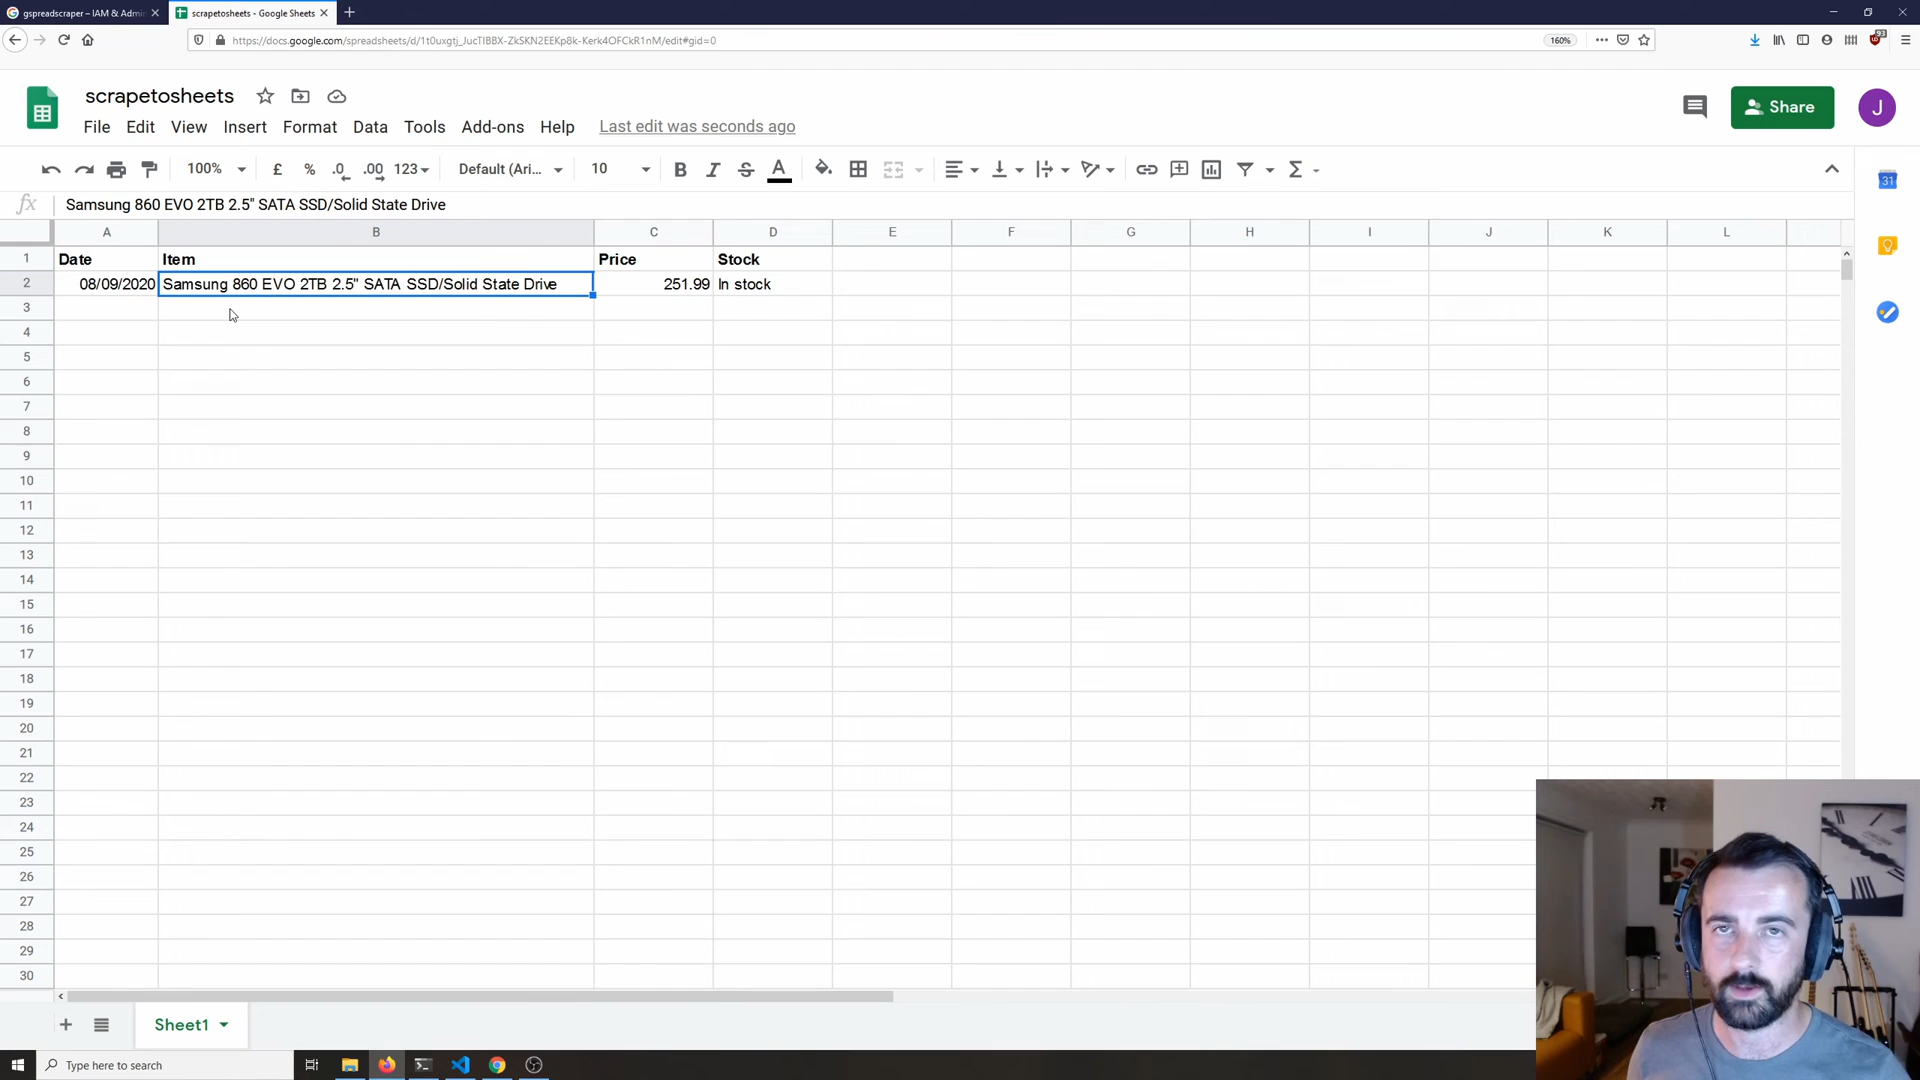 gspreadscraper – IAM & Admin
scrapetosheets - Google Sheets
https://docs.google.com/spreadsheets/d/1t0uxgtj_JucTIBBX-ZkSKN2EEKp8k-Kerk4OFCkR1nM/edit#gid=0
160%
93
scrapetosheets
File Edit View Insert Format Data Tools Add-ons Help Last edit was seconds ago
Share
J
100% £ % .0 .00 123 Default (Ari... 10 B I S A Σ
31
fx Samsung 860 EVO 2TB 2.5" SATA SSD/Solid State Drive
A B C D E F G H I J K L
1 Date Item Price Stock
2 08/09/2020 Samsung 860 EVO 2TB 2.5" SATA SSD/Solid State Drive 251.99 In stock
3
4
5
6
7
8
9
10
11
12
13
14
15
16
17
18
19
20
21
22
23
24
25
26
27
28
29
30
Sheet1
Type here to search